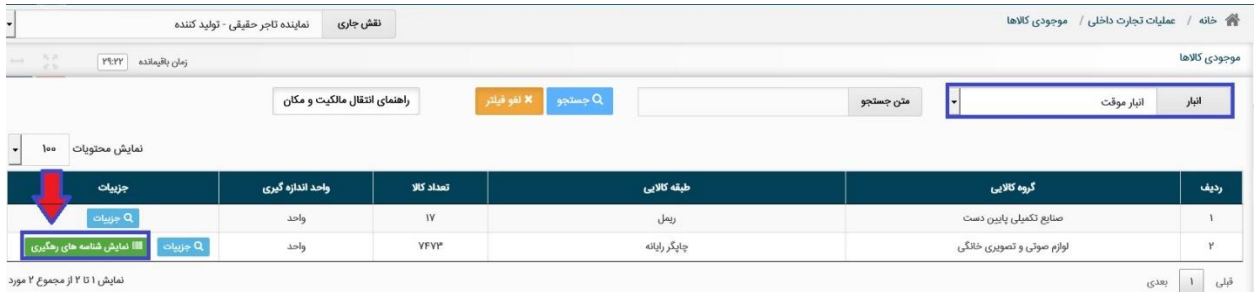 خانه / عملیات تجارت داخلی / موجودی کالاها
نقش جاری نماینده تاجر حقیقی - تولید کننده
موجودی کالاها
زمان باقیمانده ۲۹:۲۲
انبار انبار موقت متن جستجو جستجو لغو فیلتر راهنمای انتقال مالکیت و مکان
نمایش محتویات ۱۰۰
ردیف گروه کالایی طبقه کالایی تعداد کالا واحد اندازه گیری جزییات
۱ صنایع تکمیلی پایین دست ریمل ۱۷ واحد جزییات
۲ لوازم صوتی و تصویری خانگی چاپگر رایانه ۷۴۷۳ واحد جزییات نمایش شناسه های رهگیری
قبلی ۱ بعدی
نمایش ۱ تا ۲ از مجموع ۲ مورد